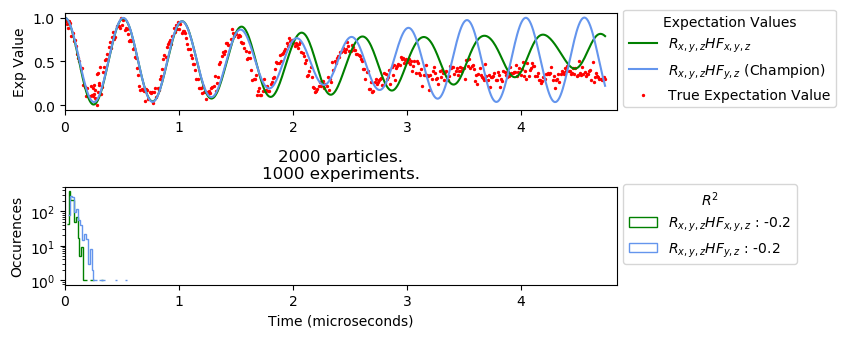 Expectation Values
R_{x,y,z}HF_{x,y,z}
R_{x,y,z}HF_{y,z} (Champion)
True Expectation Value
Exp Value
1.0
0.5
0.0
0 1 2 3 4
2000 particles.
1000 experiments.
R^2
R_{x,y,z}HF_{x,y,z} : -0.2
R_{x,y,z}HF_{y,z} : -0.2
Occurences
10^2
10^1
10^0
0 1 2 3 4
Time (microseconds)